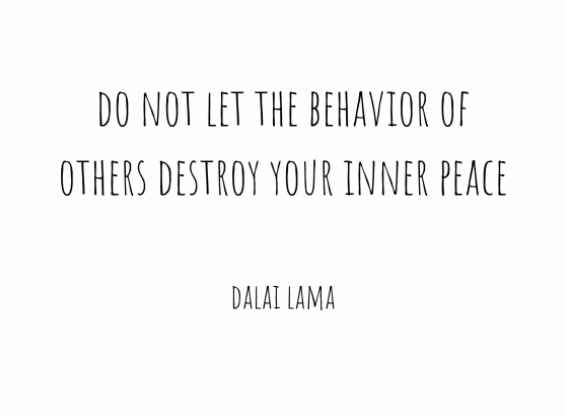 DO NOT LET THE BEHAVIOR OF
OTHERS DESTROY YOUR INNER PEACE
DALAI LAMA